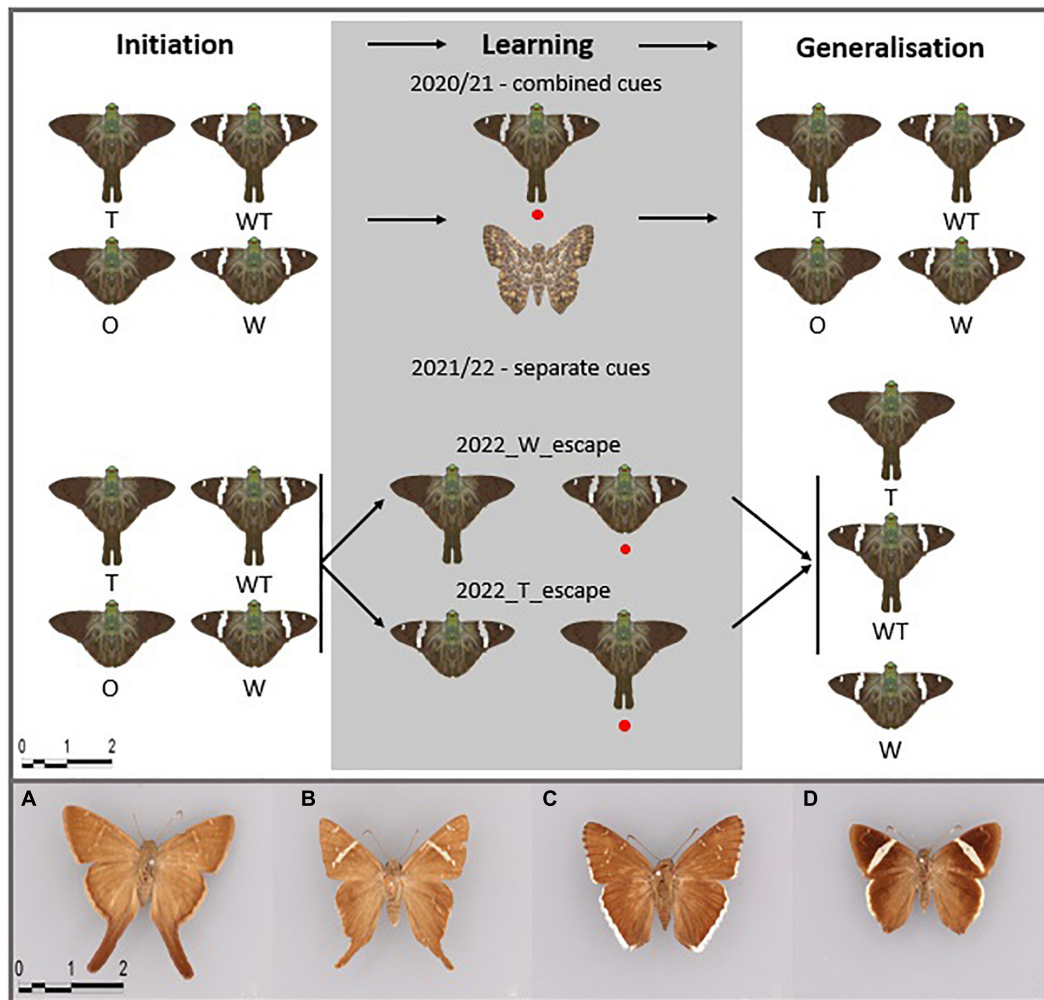 Initiation
Learning
Generalisation
2020/21 - combined cues
T WT
T WT
O W
O W
2021/22 - separate cues
2022_W_escape
T WT
T
2022_T_escape
WT
O W
W
0 1 2
A B C D
0 1 2